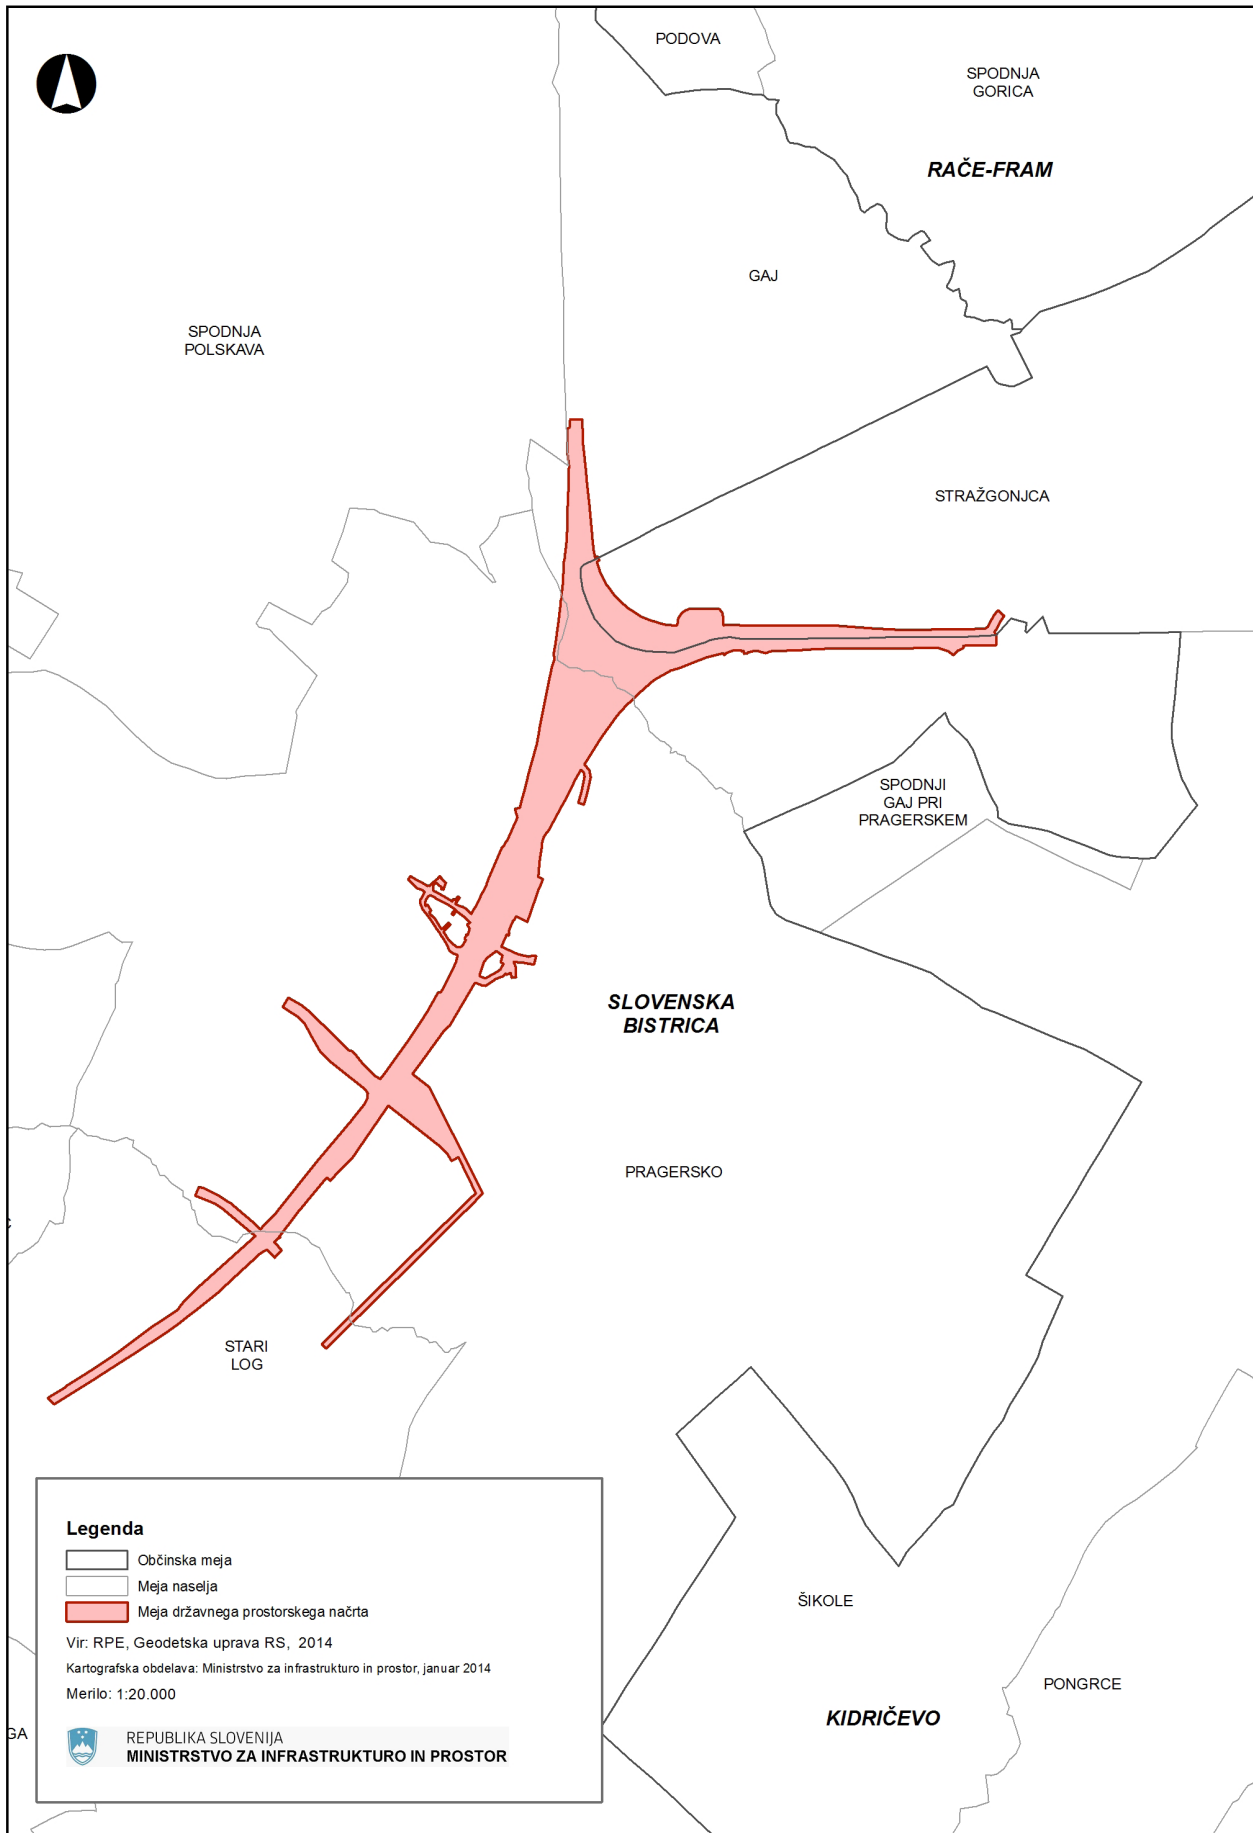 PODOVA
SPODNJA
GORICA
RAČE-FRAM
GAJ
SPODNJA
POLSKAVA
STRAŽGONJCA
SPODNJI
GAJ PRI
PRAGERSKEM
SLOVENSKA
BISTRICA
PRAGERSKO
STARI
LOG
Legenda
Občinska meja
Meja naselja
Meja državnega prostorskega načrta
Vir: RPE, Geodetska uprava RS, 2014
Kartografska obdelava: Ministrstvo za infrastrukturo in prostor, januar 2014
Merilo: 1:20.000
REPUBLIKA SLOVENIJA
MINISTRSTVO ZA INFRASTRUKTURO IN PROSTOR
ŠIKOLE
PONGRCE
KIDRIČEVO
GA